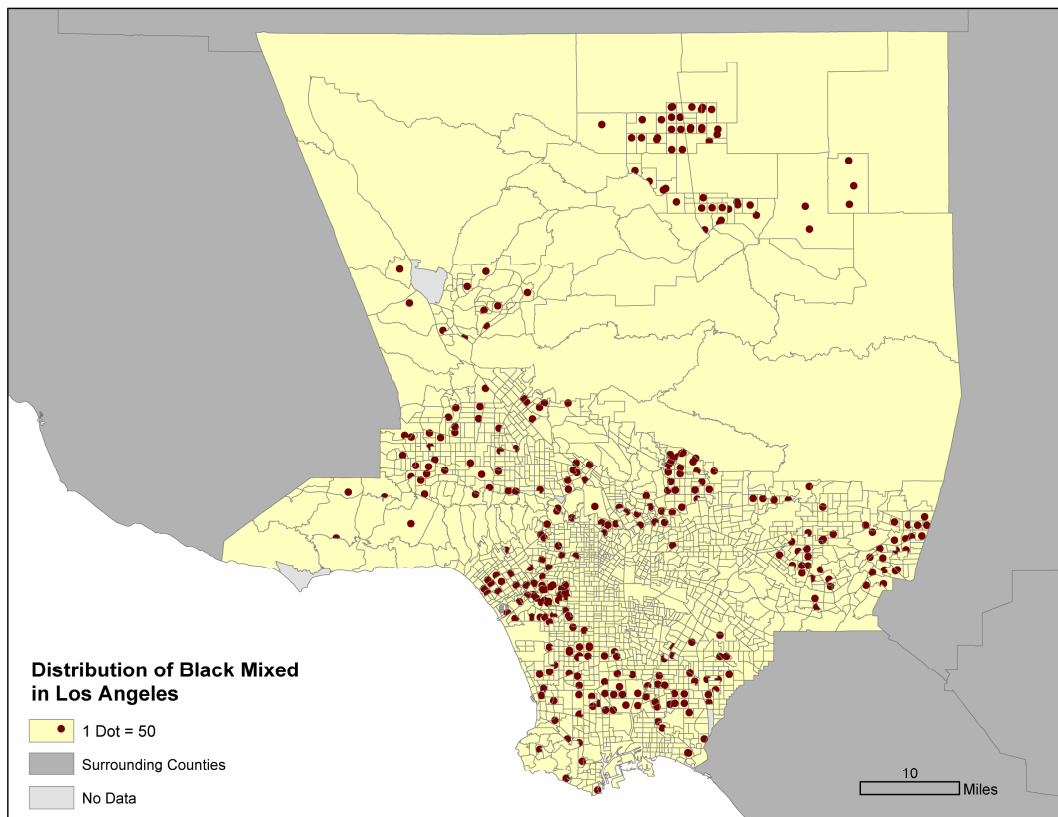 Distribution of Black Mixed
in Los Angeles
1 Dot = 50
Surrounding Counties
No Data
10
Miles